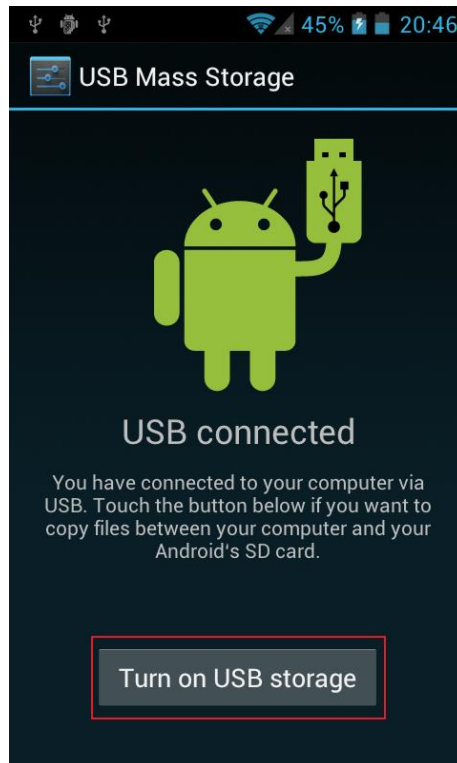 45% 20:46
USB Mass Storage
USB connected
You have connected to your computer via
USB. Touch the button below if you want to
copy files between your computer and your
Android's SD card.
Turn on USB storage